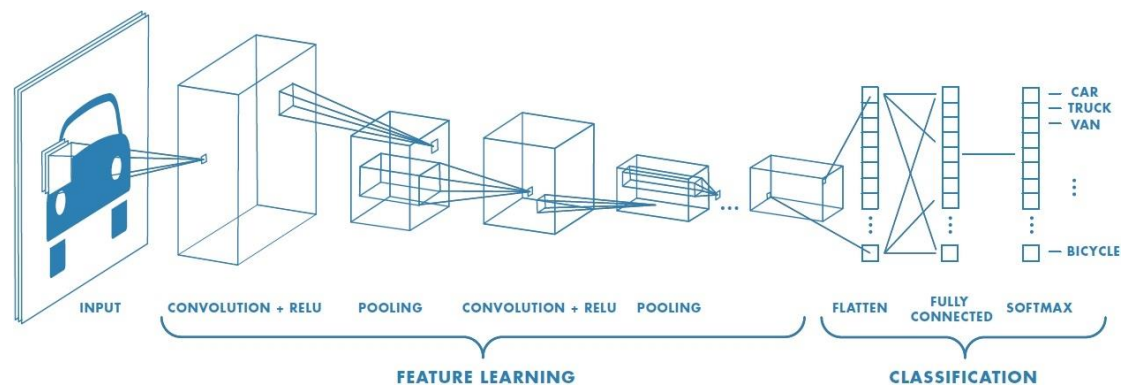 CAR
TRUCK
VAN
BICYCLE
INPUT
CONVOLUTION + RELU
POOLING
CONVOLUTION + RELU
POOLING
FLATTEN
FULLY
CONNECTED
SOFTMAX
FEATURE LEARNING
CLASSIFICATION